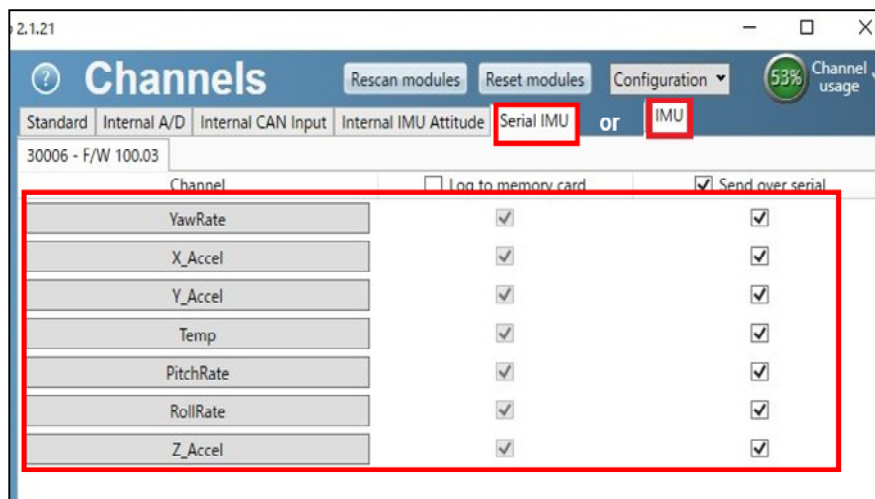 2.1.21
? Channels Rescan modules Reset modules Configuration 53% Channel usage
Standard Internal A/D Internal CAN Input Internal IMU Attitude Serial IMU or IMU
30006 - F/W 100.03
Channel Log to memory card Send over serial
YawRate
X_Accel
Y_Accel
Temp
PitchRate
RollRate
Z_Accel